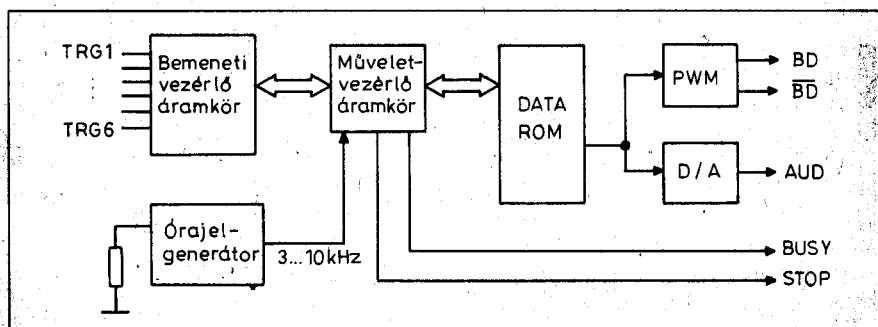 TRG1
⋮
TRG6
Bemeneti
vezérlő
áramkör
Művelet-
vezérlő
áramkör
DATA
ROM
PWM
BD
B̅D̅
D/A
AUD
Órajel-
generátor
3...10kHz
BUSY
STOP